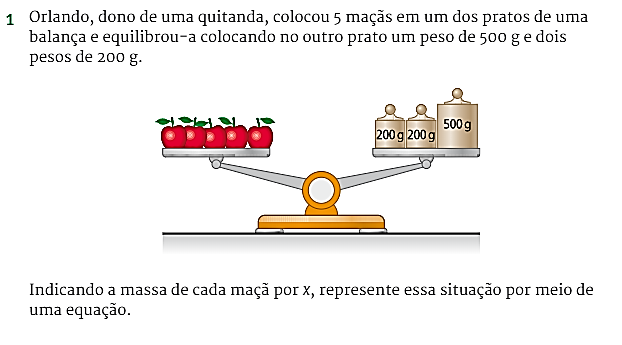 1 Orlando, dono de uma quitanda, colocou 5 maçãs em um dos pratos de uma
balança e equilibrou-a colocando no outro prato um peso de 500 g e dois
pesos de 200 g.
200 g 200 g 500 g
Indicando a massa de cada maçã por x, represente essa situação por meio de
uma equação.